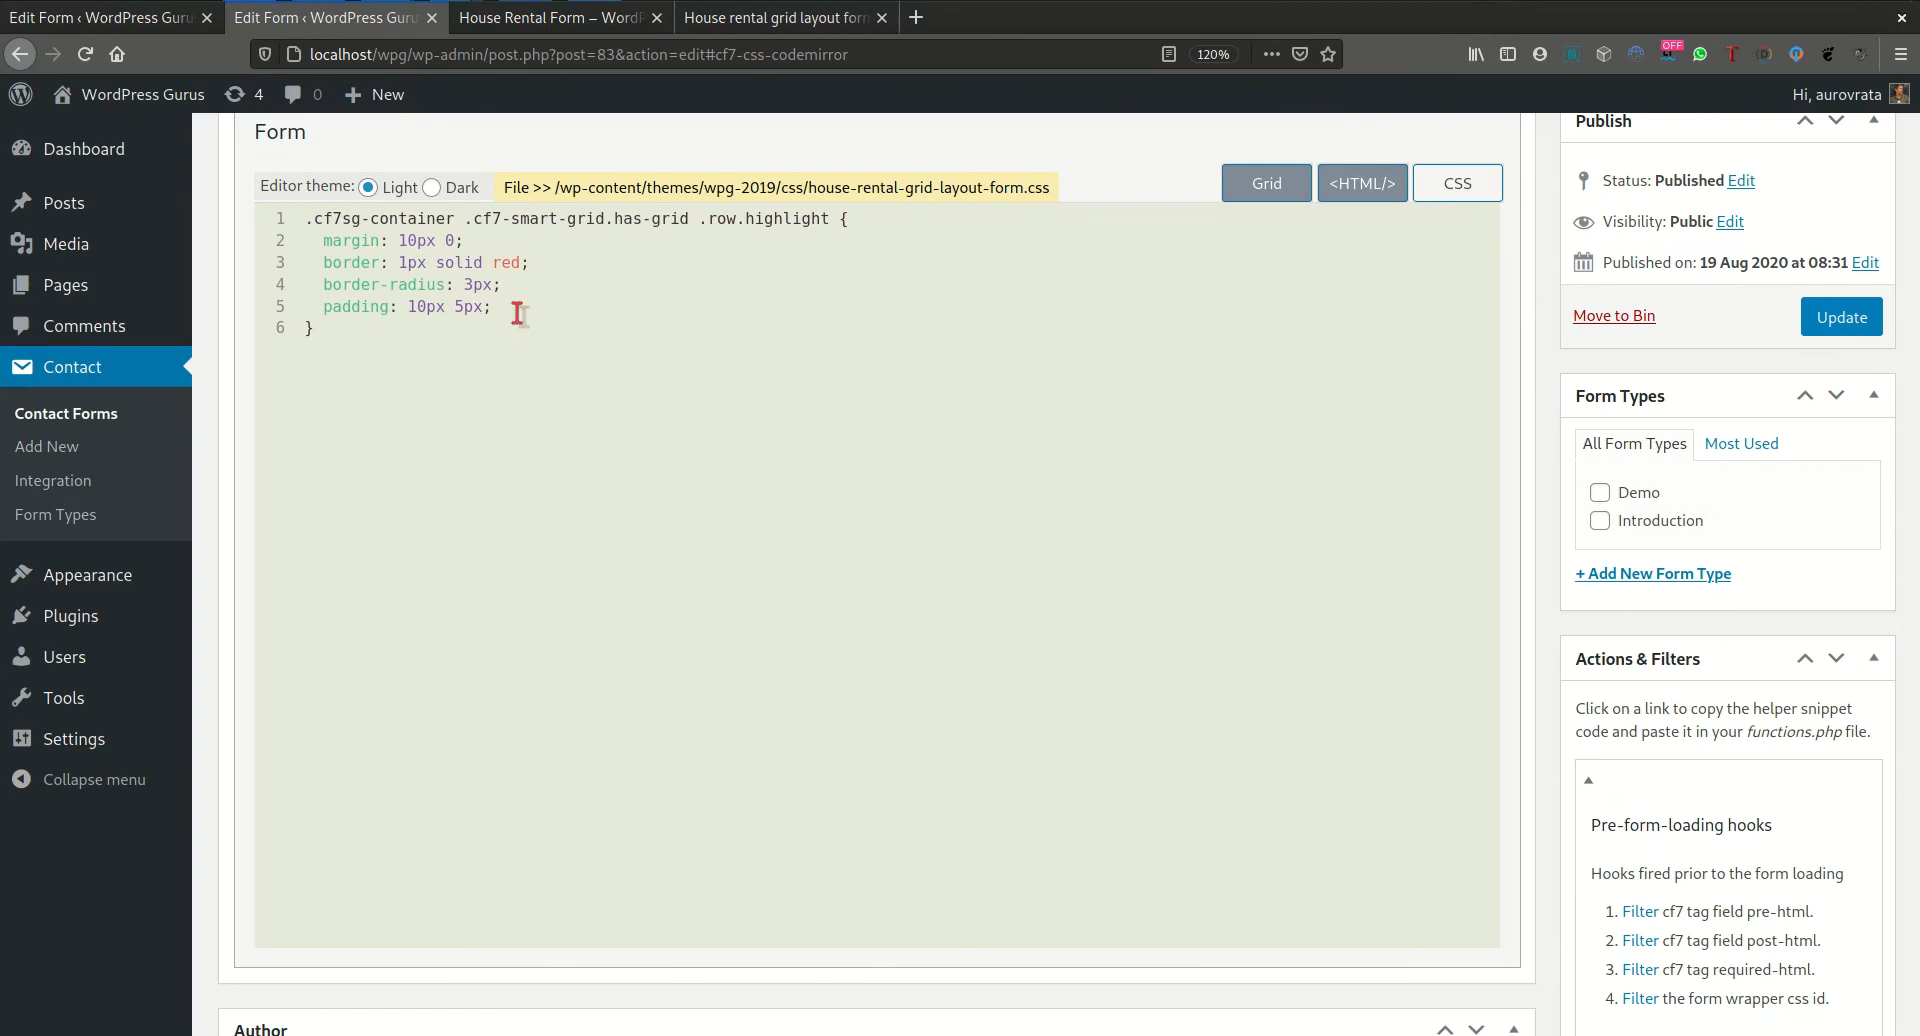 Edit Form ‹ WordPress Guru
Edit Form ‹ WordPress Guru
House Rental Form – WordP
House rental grid layout form
localhost/wpg/wp-admin/post.php?post=83&action=edit#cf7-css-codemirror
120%
OFF
WordPress Gurus
4
0
New
Hi, aurovrata
Dashboard
Posts
Media
Pages
Comments
Contact
Contact Forms
Add New
Integration
Form Types
Appearance
Plugins
Users
Tools
Settings
Collapse menu
Form
Editor theme: Light Dark
File >> /wp-content/themes/wpg-2019/css/house-rental-grid-layout-form.css
Grid
<HTML/>
CSS
1 .cf7sg-container .cf7-smart-grid.has-grid .row.highlight {
2 margin: 10px 0;
3 border: 1px solid red;
4 border-radius: 3px;
5 padding: 10px 5px;
6 }
Author
Publish
Status: Published Edit
Visibility: Public Edit
Published on: 19 Aug 2020 at 08:31 Edit
Move to Bin
Update
Form Types
All Form Types
Most Used
Demo
Introduction
+ Add New Form Type
Actions & Filters
Click on a link to copy the helper snippet
code and paste it in your functions.php file.
Pre-form-loading hooks
Hooks fired prior to the form loading
1. Filter cf7 tag field pre-html.
2. Filter cf7 tag field post-html.
3. Filter cf7 tag required-html.
4. Filter the form wrapper css id.